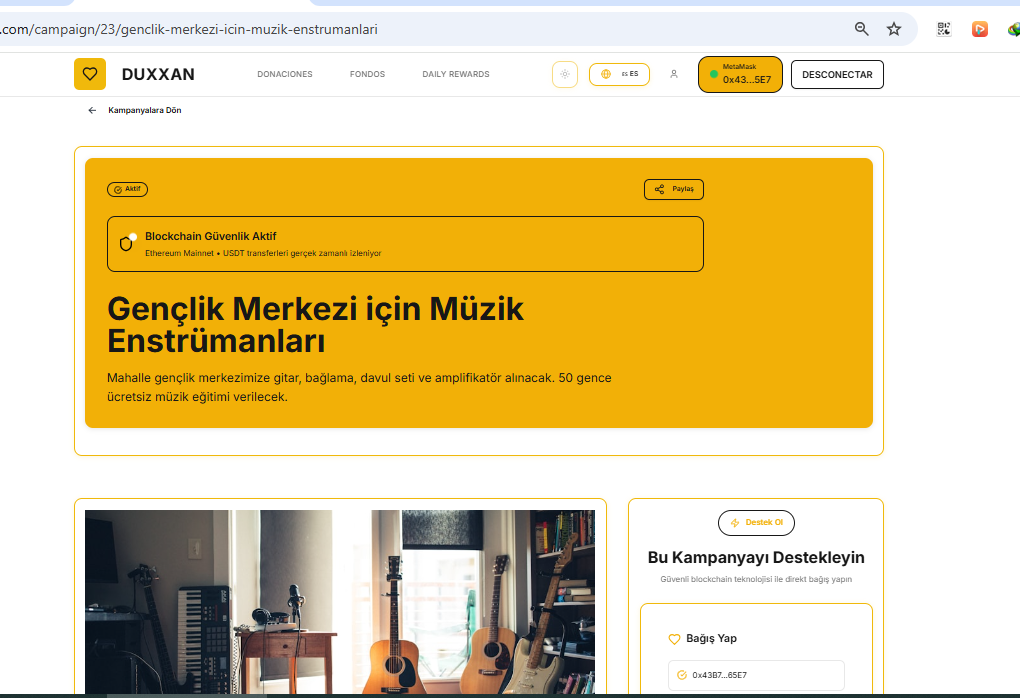 .com/campaign/23/genclik-merkezi-icin-muzik-enstrumanlari
DUXXAN
DONACIONES
FONDOS
DAILY REWARDS
ES ES
MetaMask
0x43...5E7
DESCONECTAR
Kampanyalara Dön
Aktif
Paylaş
Blockchain Güvenlik Aktif
Ethereum Mainnet • USDT transferleri gerçek zamanlı izleniyor
Gençlik Merkezi için Müzik
Enstrümanları
Mahalle gençlik merkezimize gitar, bağlama, davul seti ve amplifikatör alınacak. 50 gence
ücretsiz müzik eğitimi verilecek.
Destek Ol
Bu Kampanyayı Destekleyin
Güvenli blockchain teknolojisi ile direkt bağış yapın
Bağış Yap
0x43B7...65E7